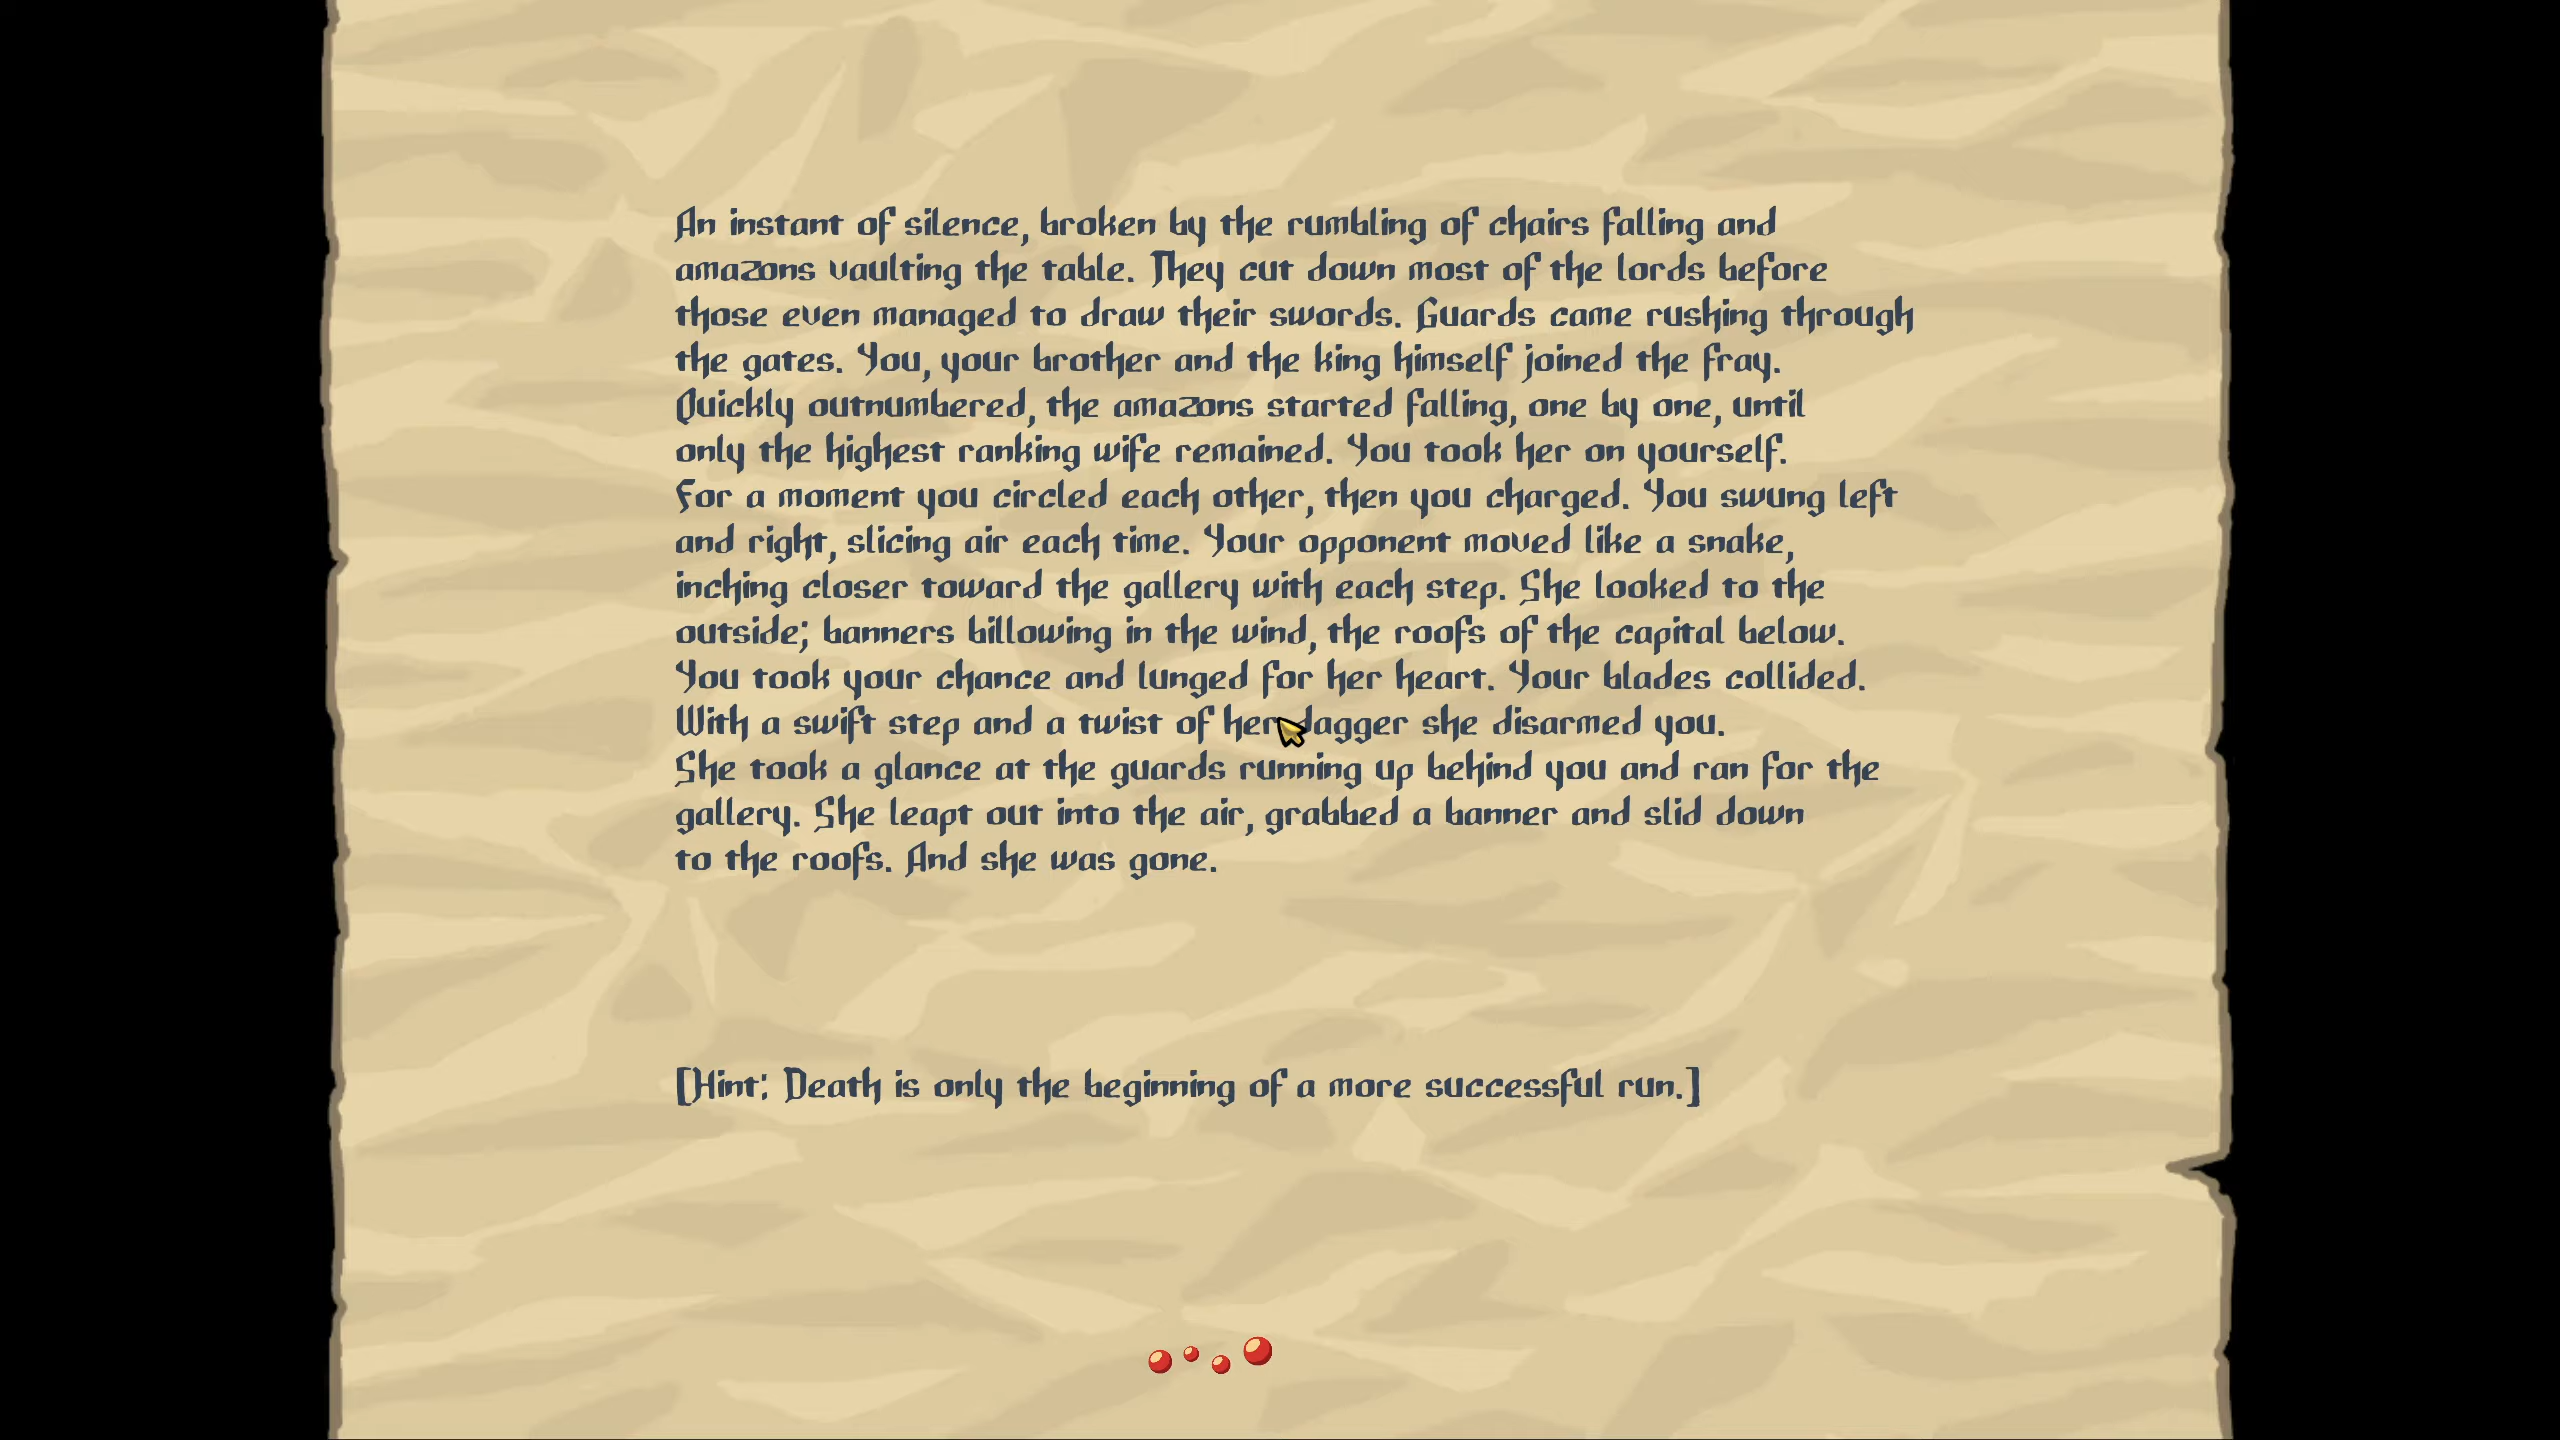 An instant of silence, broken by the rumbling of chairs falling and
amazons vaulting the table. They cut down most of the lords before
those even managed to draw their swords. Guards came rushing through
the gates. You, your brother and the king himself joined the fray.
Quickly outnumbered, the amazons started falling, one by one, until
only the highest ranking wife remained. You took her on yourself.
For a moment you circled each other, then you charged. You swung left
and right, slicing air each time. Your opponent moved like a snake,
inching closer toward the gallery with each step. She looked to the
outside; banners billowing in the wind, the roofs of the capital below.
You took your chance and lunged for her heart. Your blades collided.
With a swift step and a twist of her dagger she disarmed you.
She took a glance at the guards running up behind you and ran for the
gallery. She leapt out into the air, grabbed a banner and slid down
to the roofs. And she was gone.
[Hint: Death is only the beginning of a more successful run.]